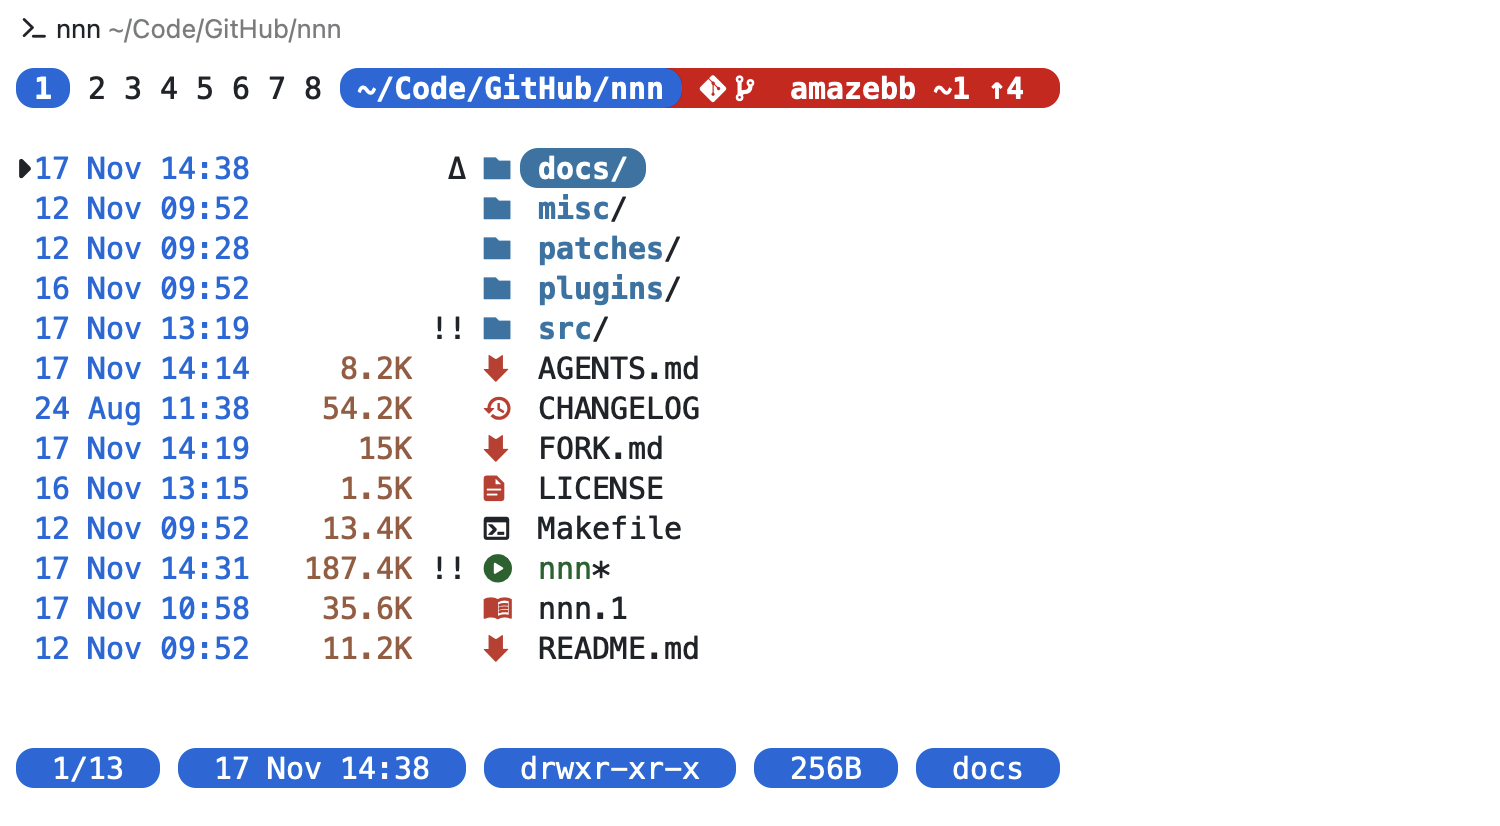 nnn ~/Code/GitHub/nnn
1 2 3 4 5 6 7 8 ~/Code/GitHub/nnn amazebb ~1 ↑4
17 Nov 14:38 Δ docs/
12 Nov 09:52 misc/
12 Nov 09:28 patches/
16 Nov 09:52 plugins/
17 Nov 13:19 !! src/
17 Nov 14:14 8.2K AGENTS.md
24 Aug 11:38 54.2K CHANGELOG
17 Nov 14:19 15K FORK.md
16 Nov 13:15 1.5K LICENSE
12 Nov 09:52 13.4K Makefile
17 Nov 14:31 187.4K !! nnn*
17 Nov 10:58 35.6K nnn.1
12 Nov 09:52 11.2K README.md
1/13 17 Nov 14:38 drwxr-xr-x 256B docs